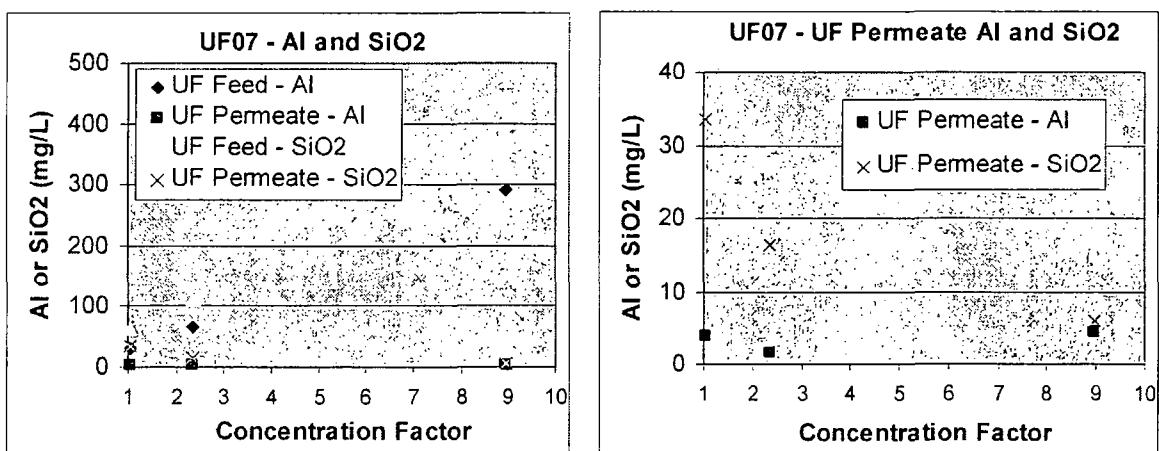 UF07 - Al and SiO2
500
400
300
200
100
0
Al or SiO2 (mg/L)
UF Feed - Al
UF Permeate - Al
UF Feed - SiO2
UF Permeate - SiO2
1 2 3 4 5 6 7 8 9 10
Concentration Factor
UF07 - UF Permeate Al and SiO2
40
30
20
10
0
Al or SiO2 (mg/L)
UF Permeate - Al
UF Permeate - SiO2
1 2 3 4 5 6 7 8 9 10
Concentration Factor